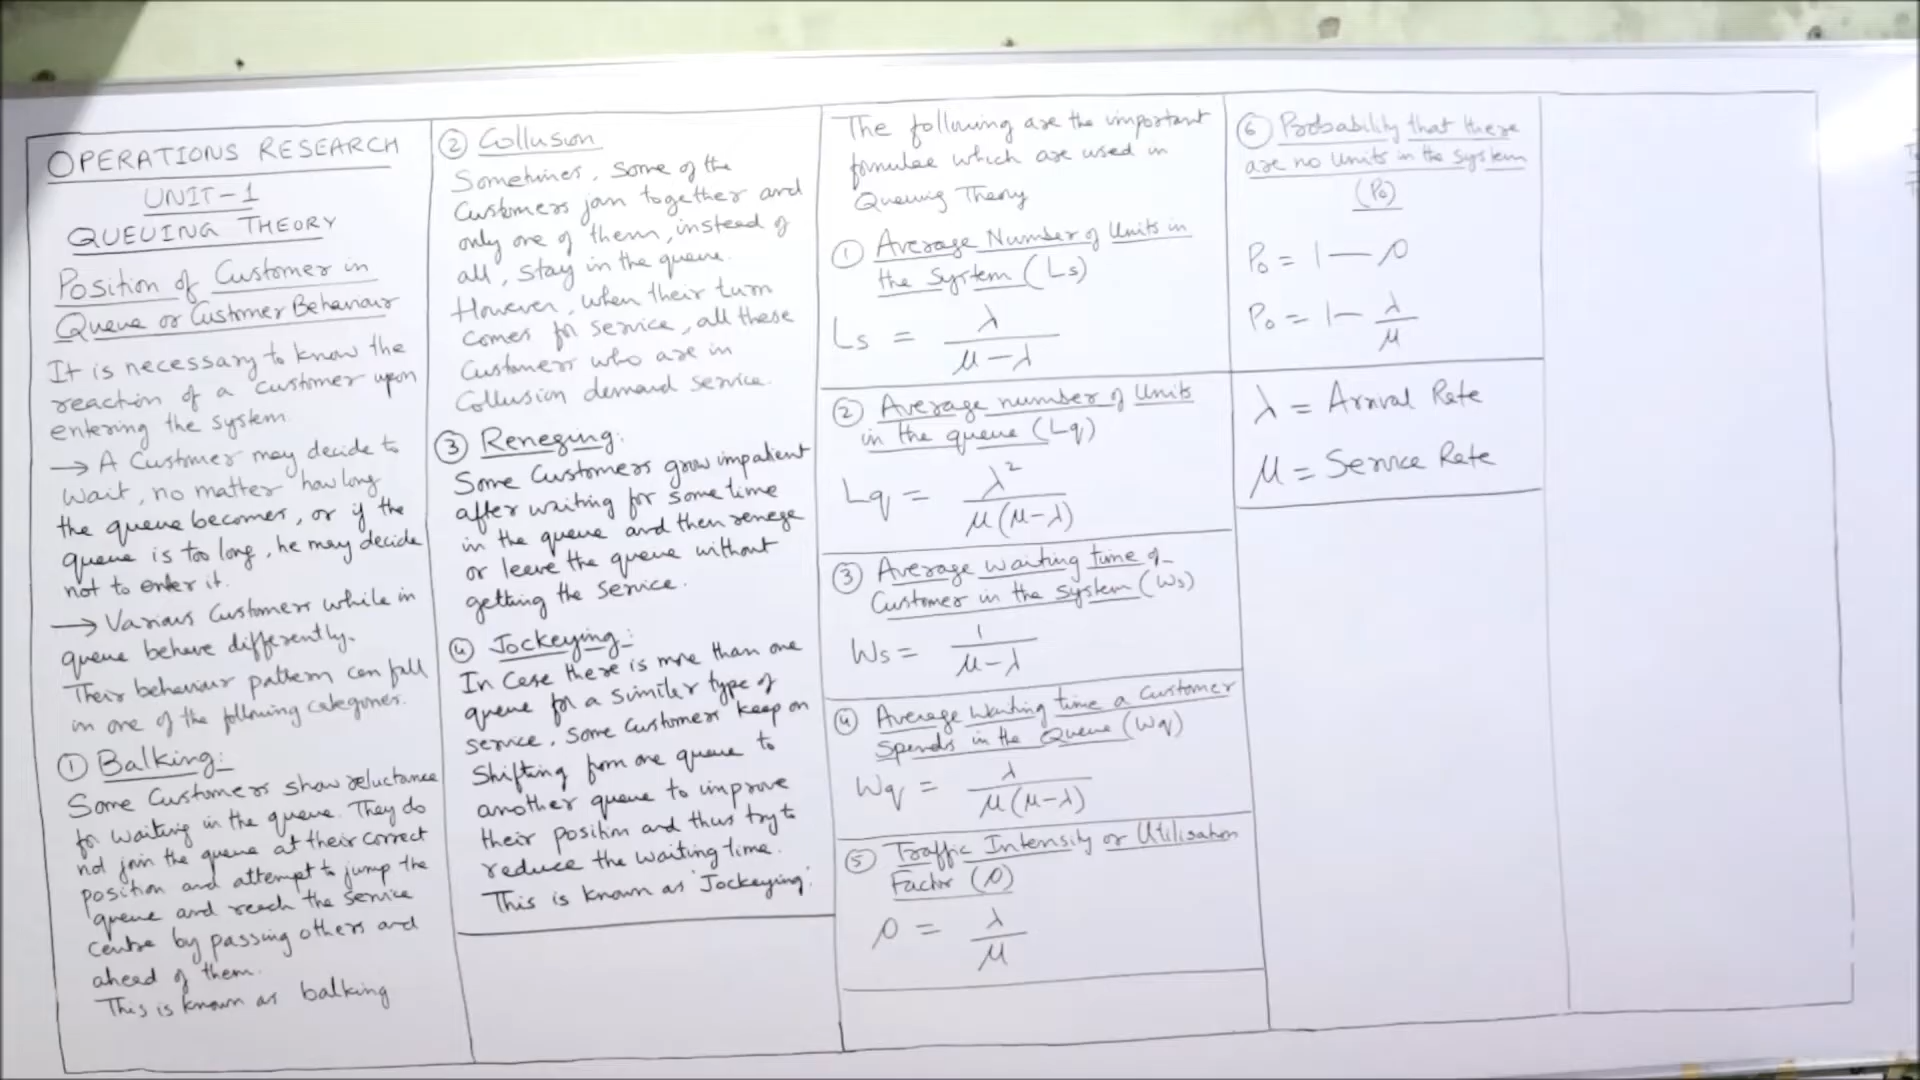 OPERATIONS RESEARCH
UNIT-1
QUEUING THEORY
Position of Customer in
Queue or Customer Behaviour
It is necessary to know the
reaction of a customer upon
entering the system.
→ A Customer may decide to
wait, no matter how long
the queue becomes, or if the
queue is too long, he may decide
not to enter it.
→ Various Customers while in
queue behave differently.
Their behaviour pattern can fall
in one of the following categories.
① Balking:
Some Customers show reluctance
for waiting in the queue. They do
not join the queue at their correct
position and attempt to jump the
queue and reach the service
centre by passing others and
ahead of them.
This is known as balking
② Collusion
Sometimes, Some of the
Customers join together and
only one of them, instead of
all, stay in the queue.
However, when their turn
comes for service, all these
Customers who are in
Collusion demand service.
③ Reneging:
Some Customers grow impatient
after waiting for some time
in the queue and then renege
or leave the queue without
getting the service.
④ Jockeying:
In case there is more than one
queue for a similar type of
service, some customers keep on
Shifting from one queue to
another queue to improve
their position and thus try to
reduce the waiting time.
This is known as 'Jockeying'.
The following are the important
formulae which are used in
Queuing Theory
① Average Number of Units in
the System (Ls)
Ls = λ / (μ - λ)
② Average number of Units
in the queue (Lq)
Lq = λ² / μ(μ-λ)
③ Average waiting time of
Customer in the system (Ws)
Ws = 1 / (μ-λ)
④ Average Waiting time a Customer
Spends in the Queue (Wq)
Wq = λ / μ(μ-λ)
⑤ Traffic Intensity or Utilisation
Factor (ρ)
ρ = λ / μ
⑥ Probability that there
are no Units in the System
(P₀)
P₀ = 1 — ρ
P₀ = 1 — λ / μ
λ = Arrival Rate
μ = Service Rate